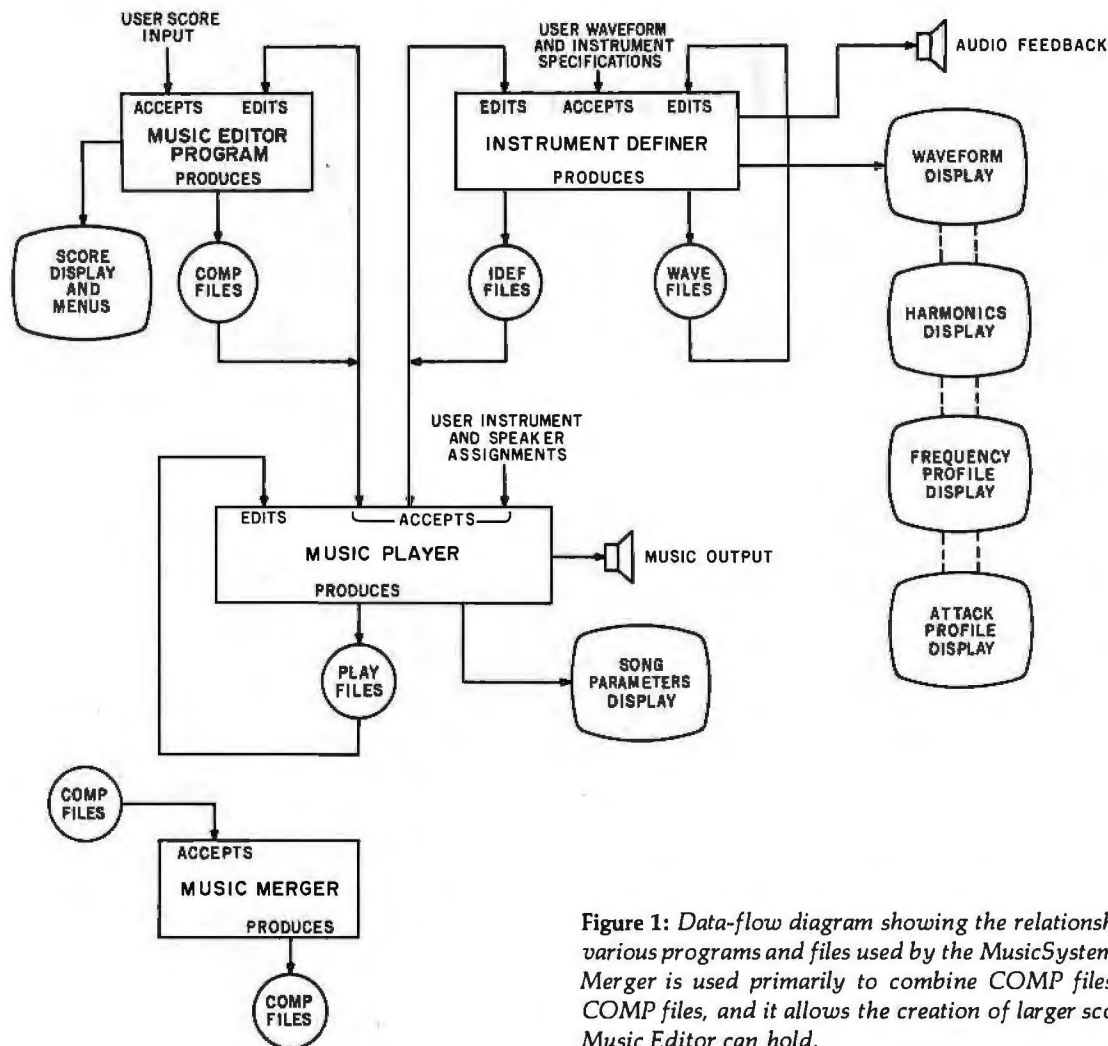 USER SCORE
INPUT
ACCEPTS EDITS
MUSIC EDITOR
PROGRAM
PRODUCES
SCORE
DISPLAY
AND
MENUS
COMP
FILES
USER WAVEFORM
AND INSTRUMENT
SPECIFICATIONS
EDITS ACCEPTS EDITS
INSTRUMENT DEFINER
PRODUCES
IDEF
FILES
WAVE
FILES
AUDIO FEEDBACK
WAVEFORM
DISPLAY
HARMONICS
DISPLAY
FREQUENCY
PROFILE
DISPLAY
ATTACK
PROFILE
DISPLAY
USER INSTRUMENT
AND SPEAKER
ASSIGNMENTS
EDITS ACCEPTS
MUSIC PLAYER
PRODUCES
MUSIC OUTPUT
PLAY
FILES
SONG
PARAMETERS
DISPLAY
COMP
FILES
ACCEPTS
MUSIC MERGER
PRODUCES
COMP
FILES
Figure 1: Data-flow diagram showing the
various programs and files used by the MusicSystem
Merger is used primarily to combine COMP files
COMP files, and it allows the creation of larger
Music Editor can hold.